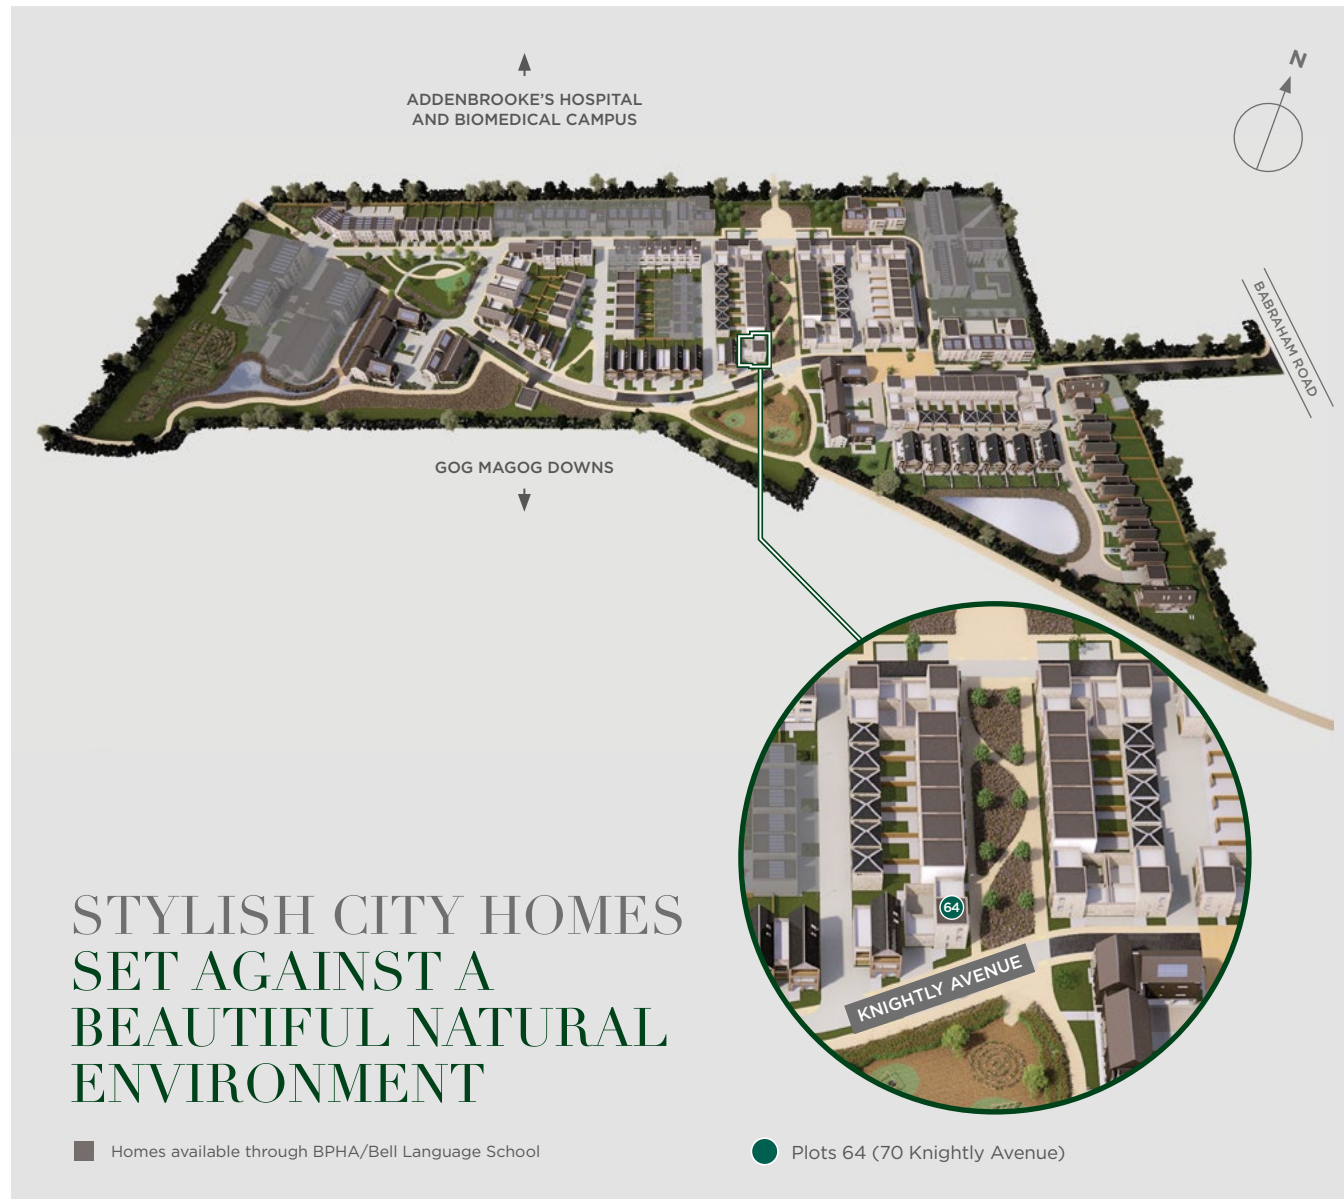 N
ADDENBROOKE'S HOSPITAL
AND BIOMEDICAL CAMPUS
BABRAHAM ROAD
GOG MAGOG DOWNS
64
KNIGHTLY AVENUE
STYLISH CITY HOMES
SET AGAINST A
BEAUTIFUL NATURAL
ENVIRONMENT
Homes available through BPHA/Bell Language School
Plots 64 (70 Knightly Avenue)